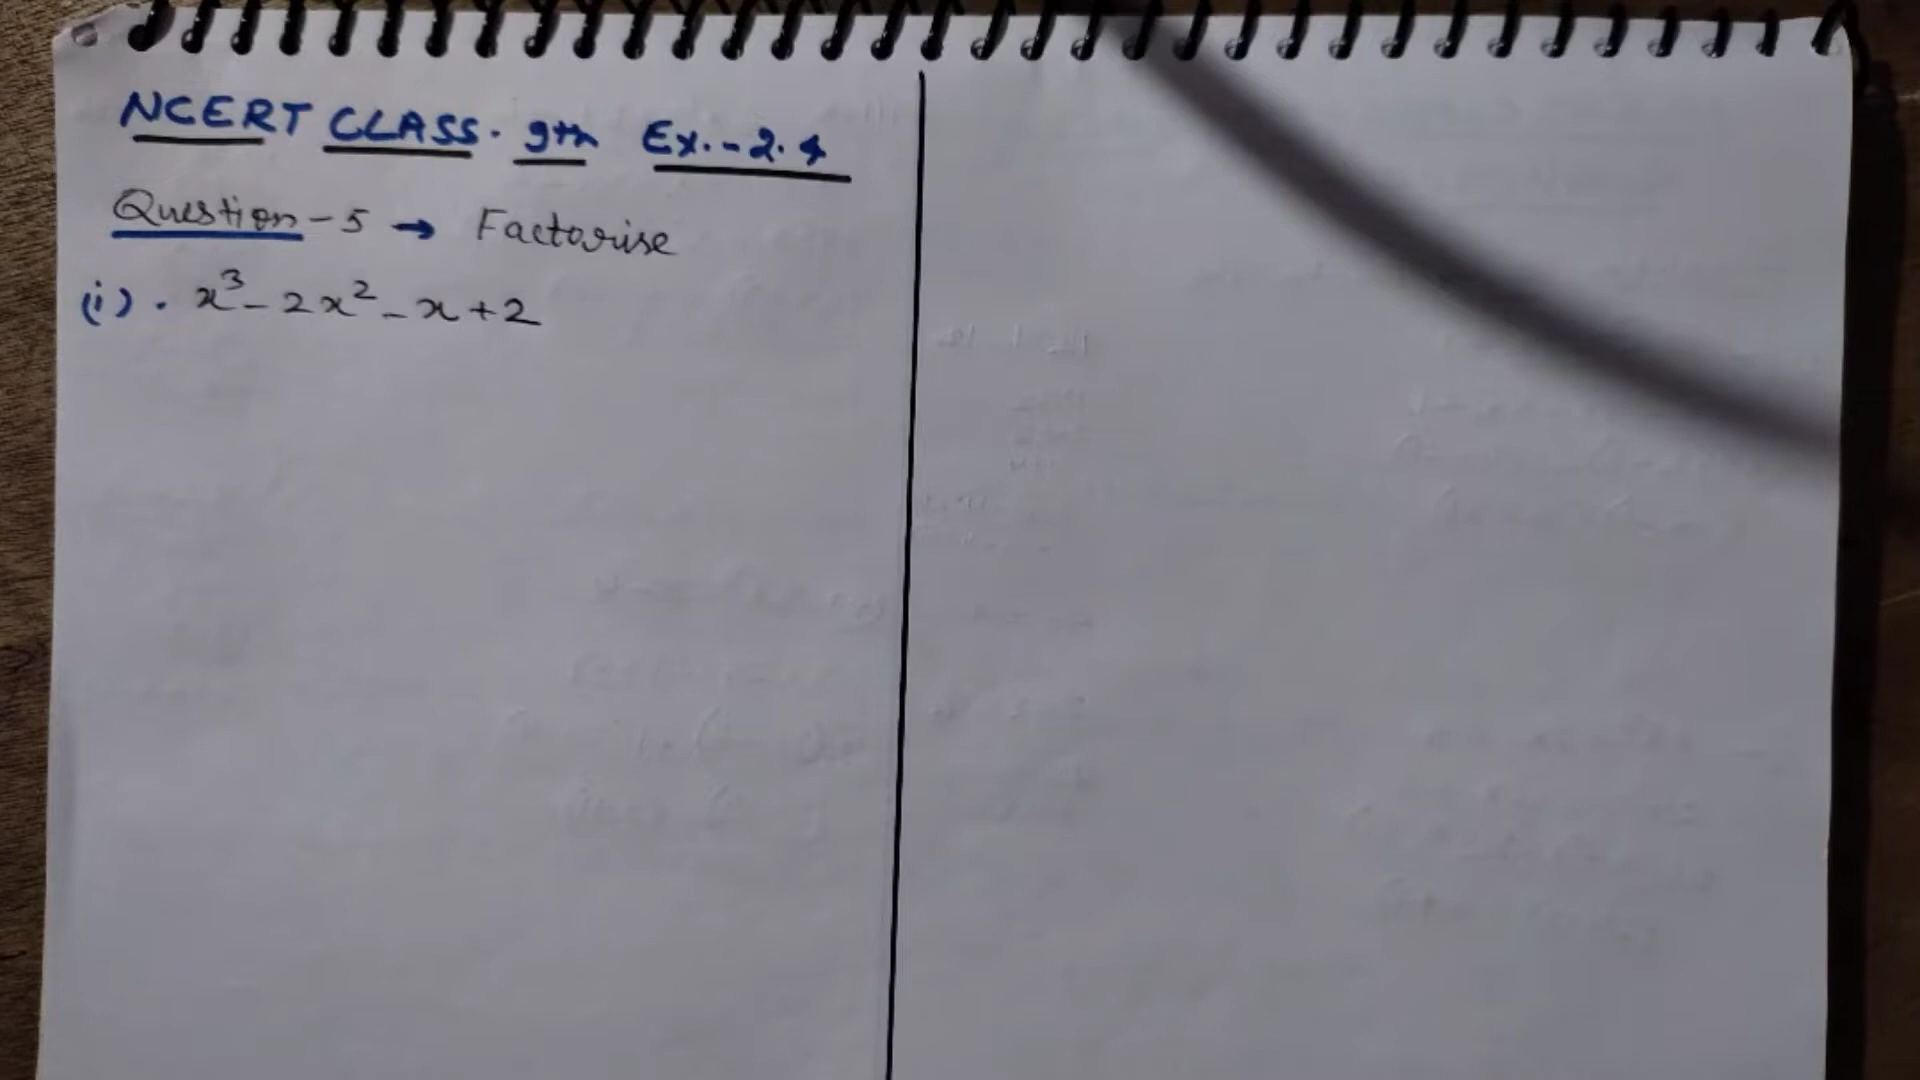 NCERT CLASS. 9th Ex.-2.4
Question-5 → Factorise
(i). x³-2x²-x+2